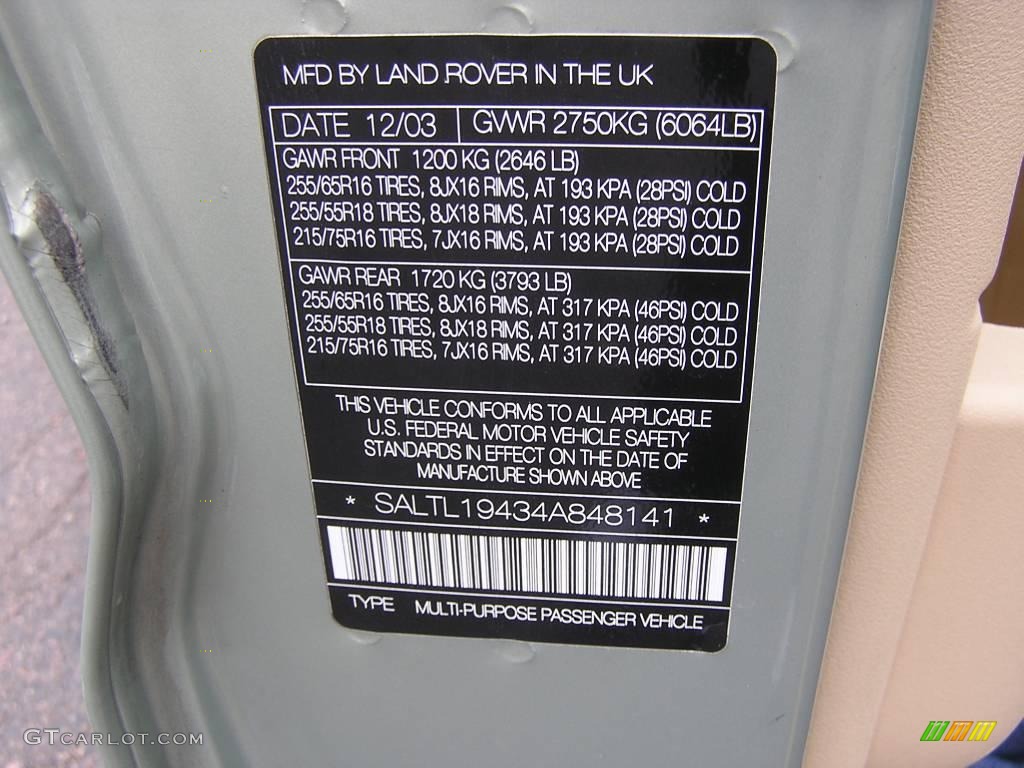 MFD BY LAND ROVER IN THE UK
DATE 12/03 GVWR 2750KG (6064LB)
GAWR FRONT 1200 KG (2646 LB)
255/65R16 TIRES, 8JX16 RIMS, AT 193 KPA (28PSI) COLD
255/55R18 TIRES, 8JX18 RIMS, AT 193 KPA (28PSI) COLD
215/75R16 TIRES, 7JX16 RIMS, AT 193 KPA (28PSI) COLD
GAWR REAR 1720 KG (3793 LB)
255/65R16 TIRES, 8JX16 RIMS, AT 317 KPA (46PSI) COLD
255/55R18 TIRES, 8JX18 RIMS, AT 317 KPA (46PSI) COLD
215/75R16 TIRES, 7JX16 RIMS, AT 317 KPA (46PSI) COLD
THIS VEHICLE CONFORMS TO ALL APPLICABLE
U.S. FEDERAL MOTOR VEHICLE SAFETY
STANDARDS IN EFFECT ON THE DATE OF
MANUFACTURE SHOWN ABOVE
* SALTL19434A848141 *
TYPE MULTI-PURPOSE PASSENGER VEHICLE
GTCARLOT.COM